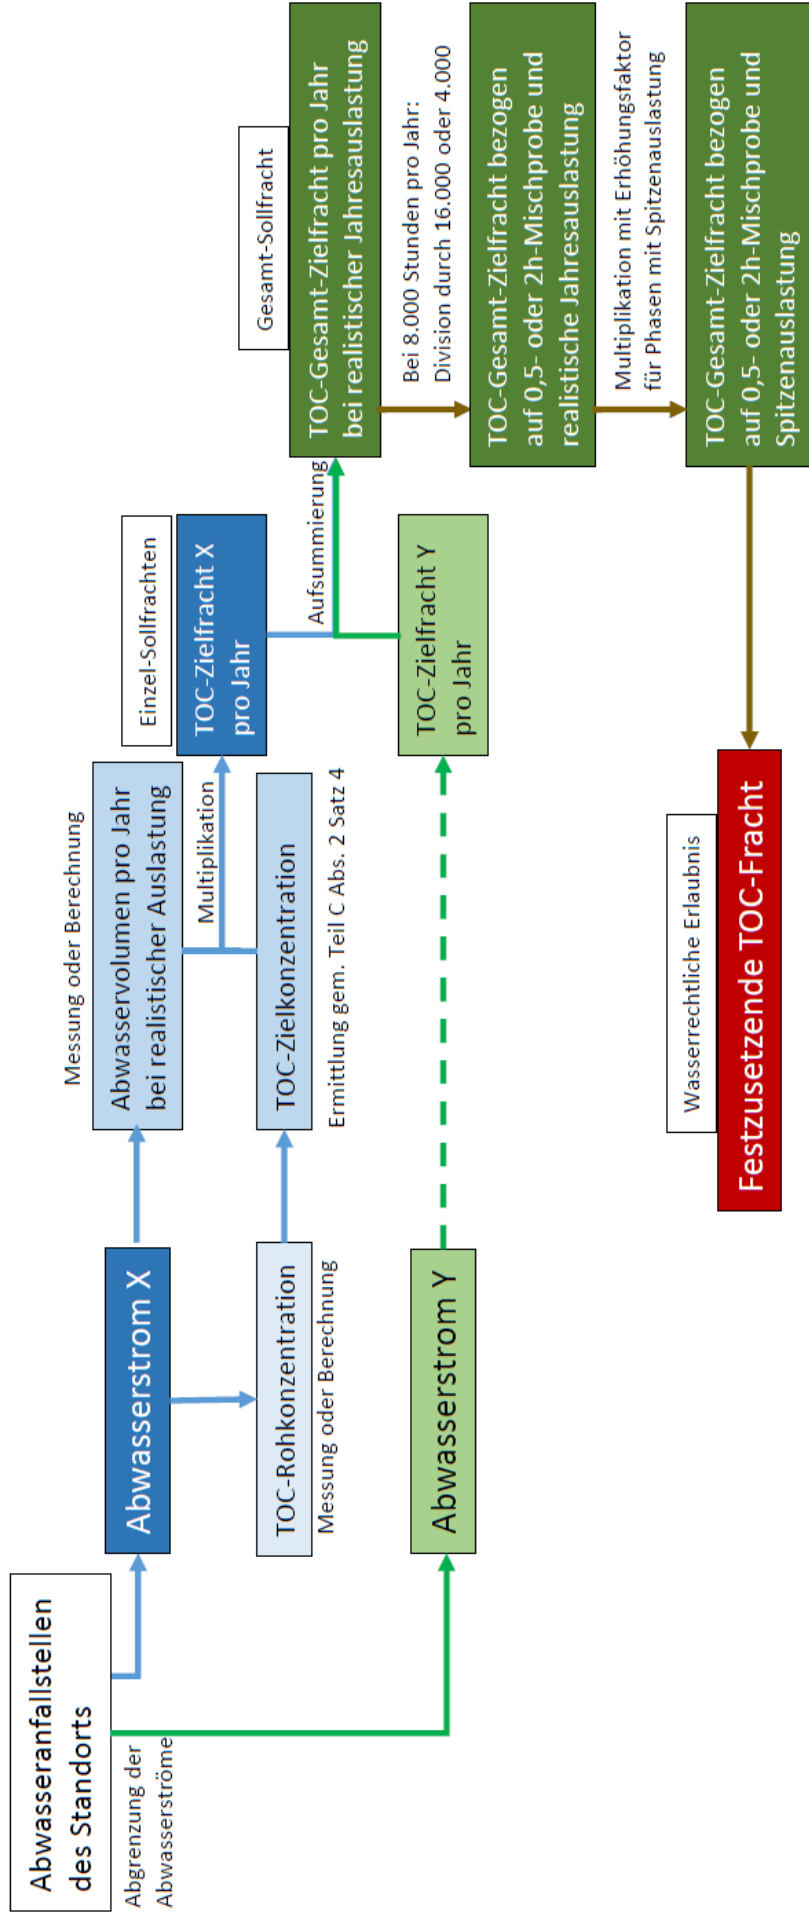 Abwasseranfallstellen
des Standorts
Abgrenzung der
Abwasserströme
Abwasserstrom X
TOC-Rohkonzentration
Messung oder Berechnung
Abwasserstrom Y
Messung oder Berechnung
Abwasservolumen pro Jahr
bei realistischer Auslastung
Multiplikation
TOC-Zielkonzentration
Ermittlung gem. Teil C Abs. 2 Satz 4
Einzel-Sollfrachten
TOC-Zielfracht X
pro Jahr
Aufsummierung
TOC-Zielfracht Y
pro Jahr
Gesamt-Sollfracht
TOC-Gesamt-Zielfracht pro Jahr
bei realistischer Jahresauslastung
Bei 8.000 Stunden pro Jahr:
Division durch 16.000 oder 4.000
TOC-Gesamt-Zielfracht bezogen
auf 0,5- oder 2h-Mischprobe und
realistische Jahresauslastung
Multiplikation mit Erhöhungsfaktor
für Phasen mit Spitzenauslastung
TOC-Gesamt-Zielfracht bezogen
auf 0,5- oder 2h-Mischprobe und
Spitzenauslastung
Wasserrechtliche Erlaubnis
Festzusetzende TOC-Fracht